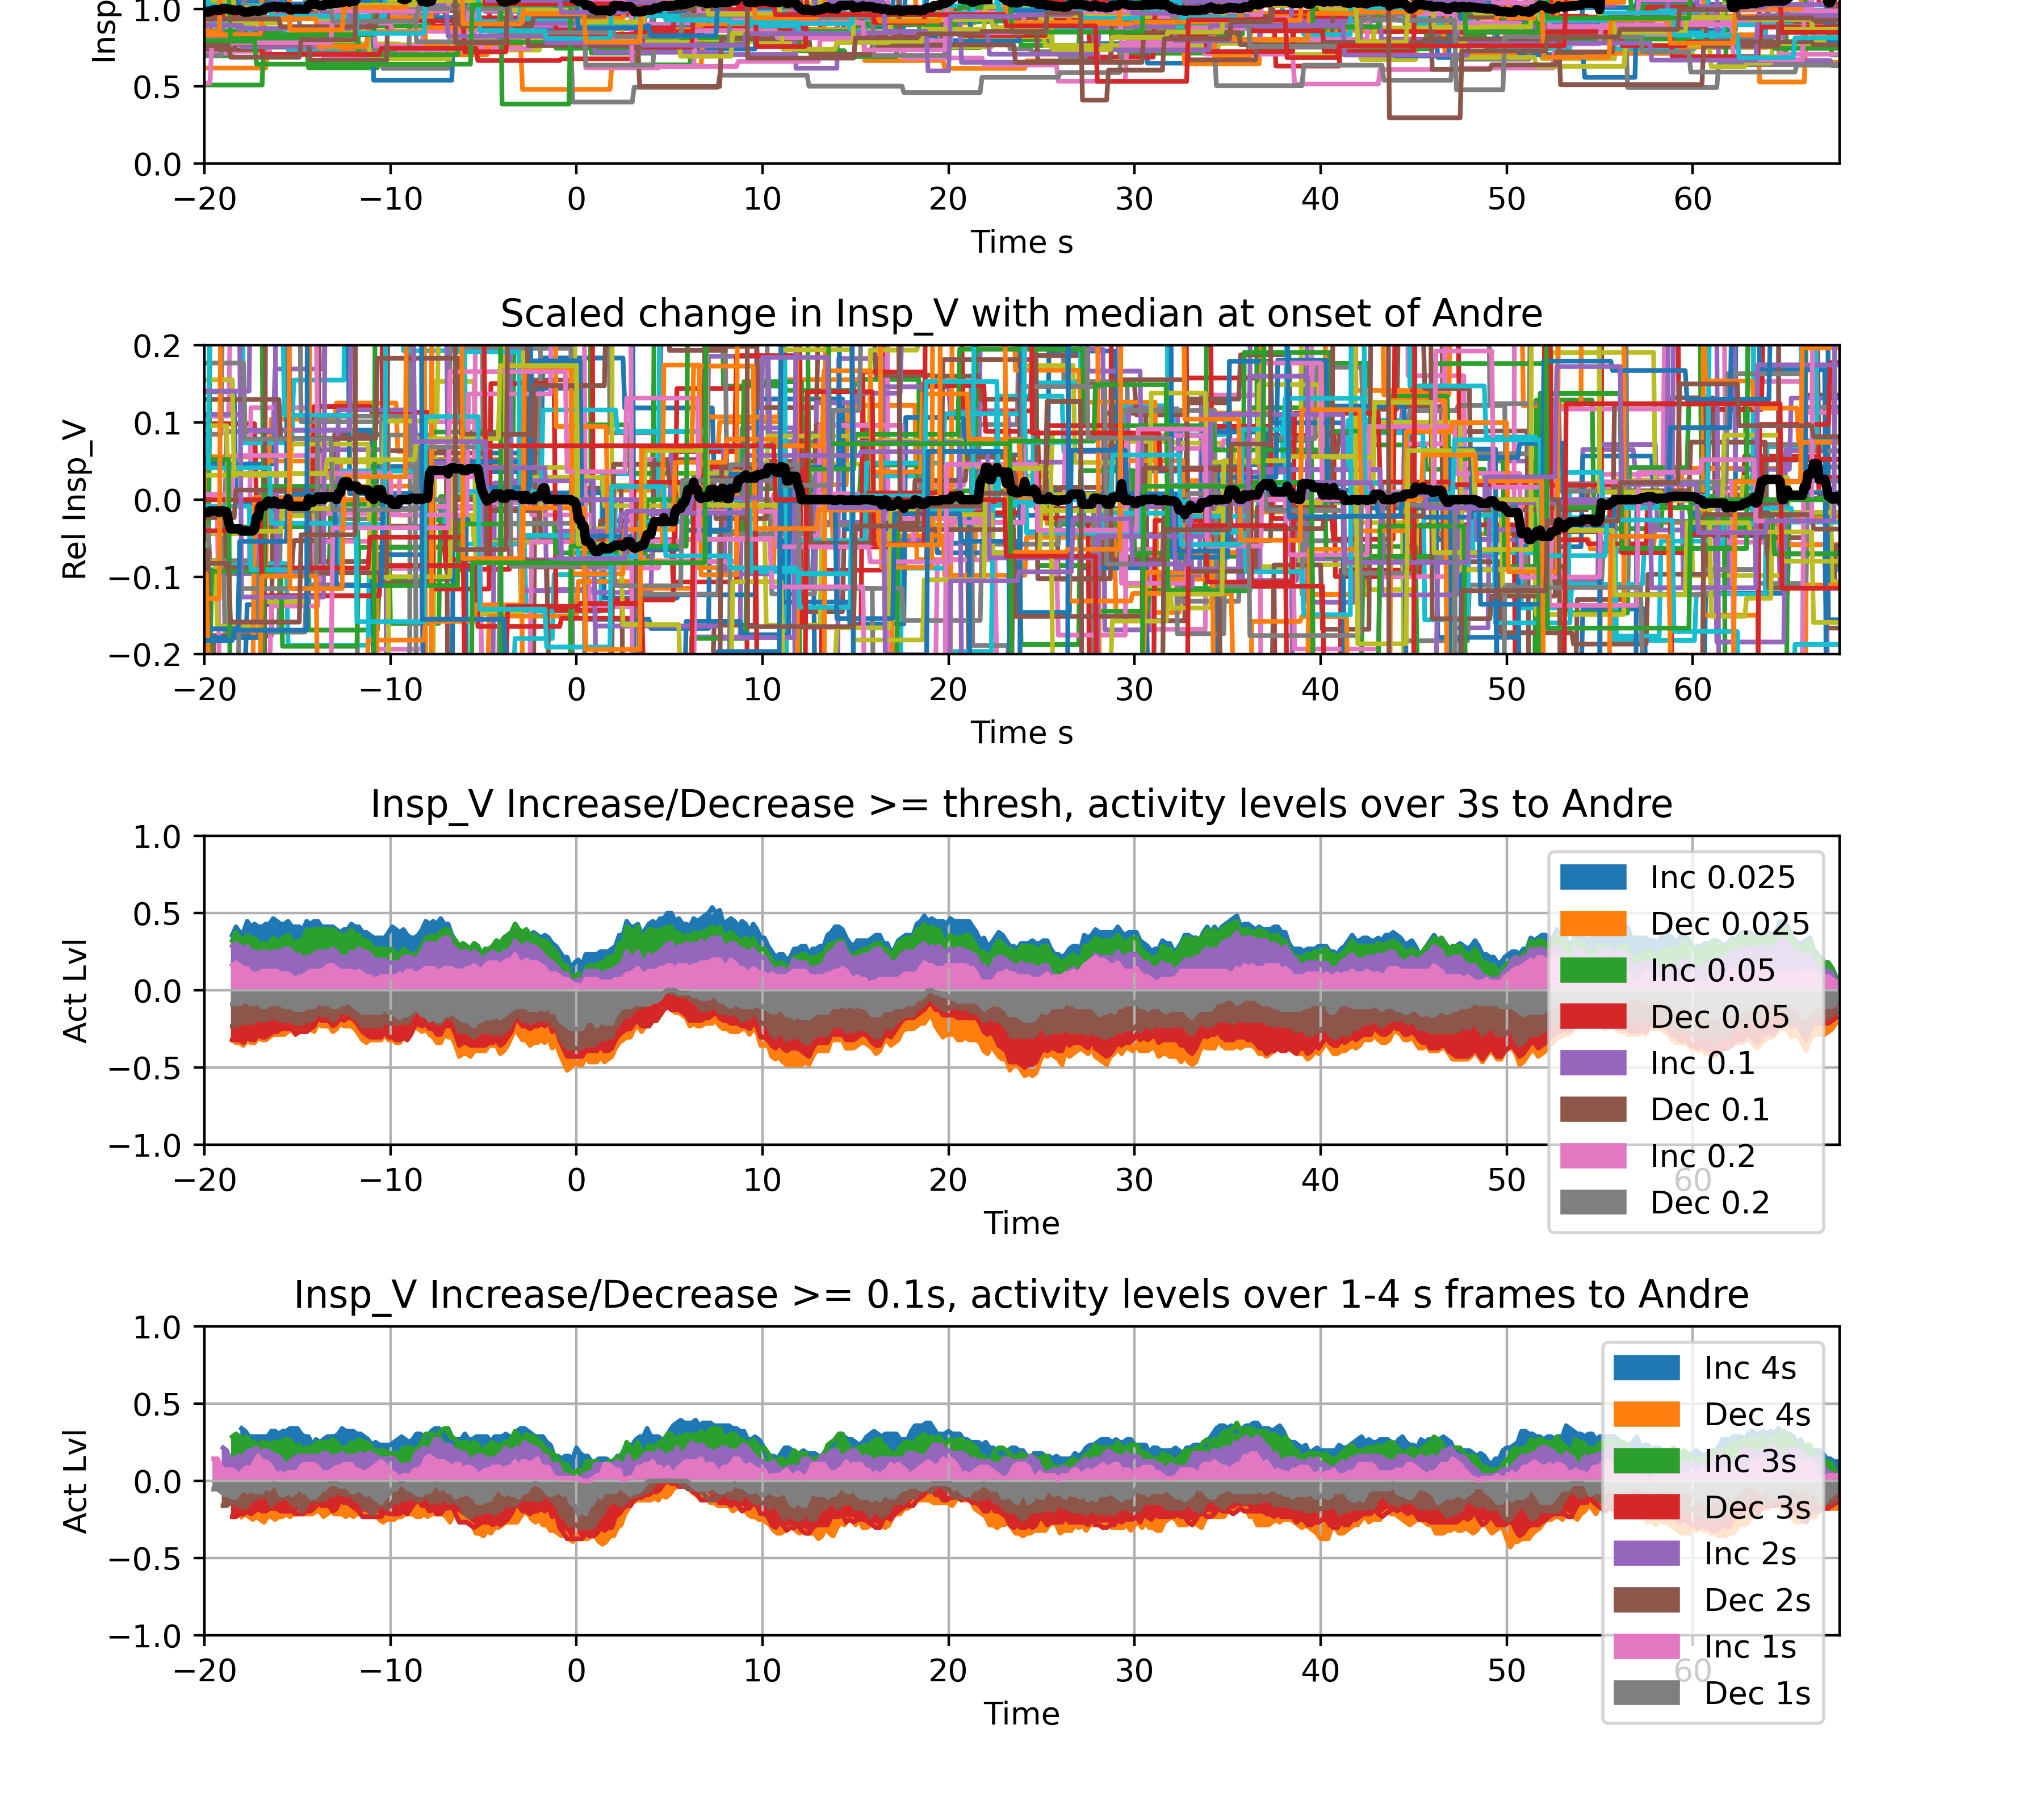 1.0
0.5
0.0
Insp
−20 −10 0 10 20 30 40 50 60
Time s
Scaled change in Insp_V with median at onset of Andre
0.2
0.1
0.0
−0.1
−0.2
Rel Insp_V
−20 −10 0 10 20 30 40 50 60
Time s
Insp_V Increase/Decrease >= thresh, activity levels over 3s to Andre
1.0
0.5
0.0
−0.5
−1.0
Act Lvl
Inc 0.025
Dec 0.025
Inc 0.05
Dec 0.05
Inc 0.1
Dec 0.1
Inc 0.2
Dec 0.2
−20 −10 0 10 20 30 40 50 60
Time
Insp_V Increase/Decrease >= 0.1s, activity levels over 1-4 s frames to Andre
1.0
0.5
0.0
−0.5
−1.0
Act Lvl
Inc 4s
Dec 4s
Inc 3s
Dec 3s
Inc 2s
Dec 2s
Inc 1s
Dec 1s
−20 −10 0 10 20 30 40 50 60
Time